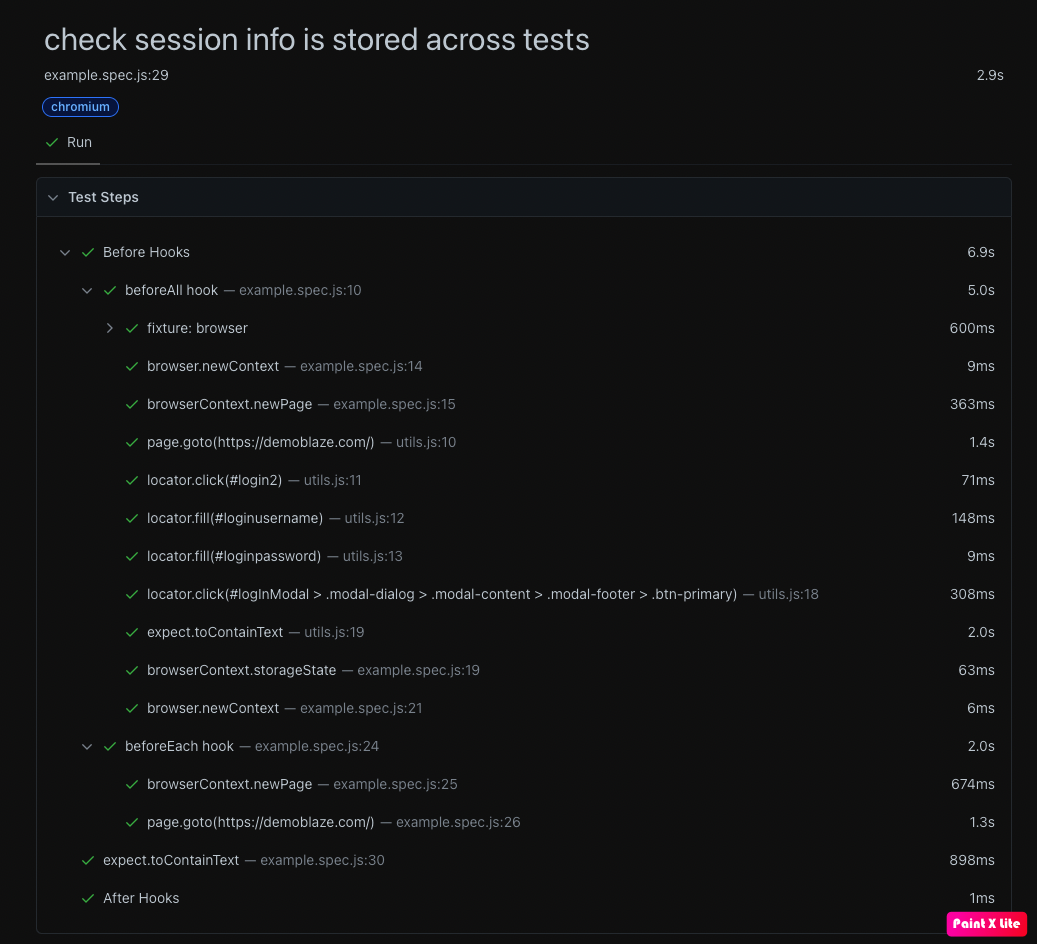 check session info is stored across tests
example.spec.js:29 2.9s
chromium
Run
Test Steps
Before Hooks 6.9s
beforeAll hook — example.spec.js:10 5.0s
fixture: browser 600ms
browser.newContext — example.spec.js:14 9ms
browserContext.newPage — example.spec.js:15 363ms
page.goto(https://demoblaze.com/) — utils.js:10 1.4s
locator.click(#login2) — utils.js:11 71ms
locator.fill(#loginusername) — utils.js:12 148ms
locator.fill(#loginpassword) — utils.js:13 9ms
locator.click(#logInModal > .modal-dialog > .modal-content > .modal-footer > .btn-primary) — utils.js:18 308ms
expect.toContainText — utils.js:19 2.0s
browserContext.storageState — example.spec.js:19 63ms
browser.newContext — example.spec.js:21 6ms
beforeEach hook — example.spec.js:24 2.0s
browserContext.newPage — example.spec.js:25 674ms
page.goto(https://demoblaze.com/) — example.spec.js:26 1.3s
expect.toContainText — example.spec.js:30 898ms
After Hooks 1ms
Paint X Lite